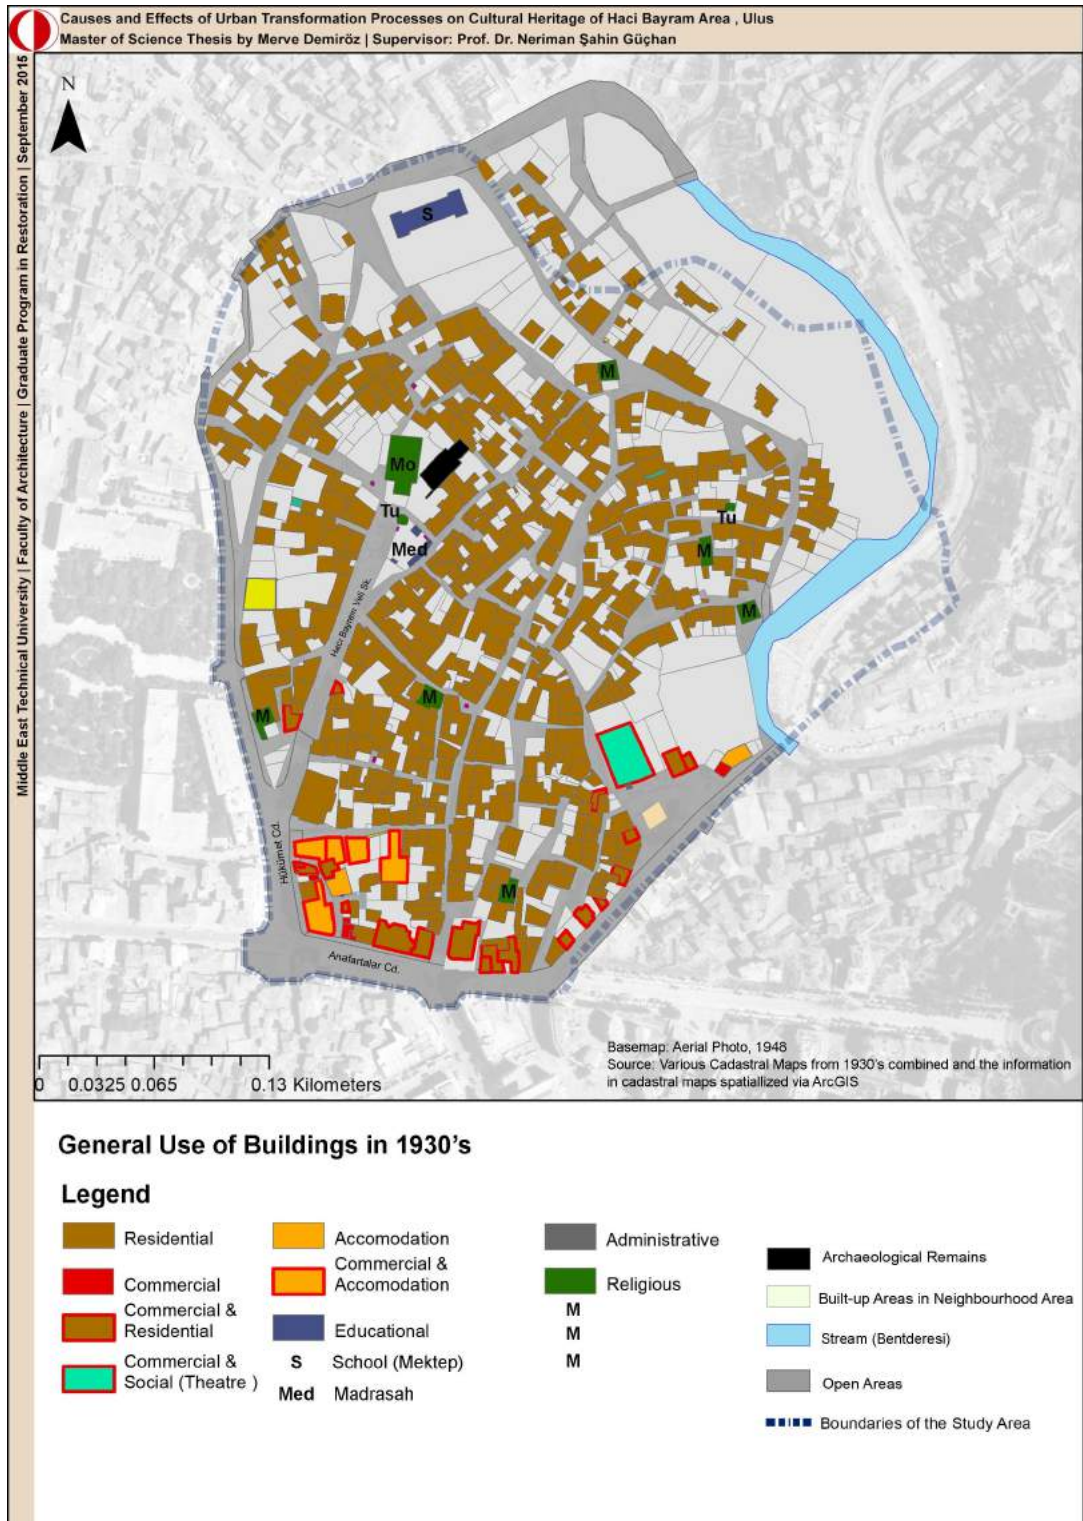 Causes and Effects of Urban Transformation Processes on Cultural Heritage of Haci Bayram Area , Ulus
Master of Science Thesis by Merve Demiröz | Supervisor: Prof. Dr. Neriman Şahin Güçhan
Middle East Technical University | Faculty of Architecture | Graduate Program in Restoration | September 2015
N
S
M
Mo
Tu
Tu
Med
M
Haci Bayram Veli Sk.
M
M
M
Hükümet Cd.
M
Anafartalar Cd.
Basemap: Aerial Photo, 1948
Source: Various Cadastral Maps from 1930's combined and the information
in cadastral maps spatiallized via ArcGIS
0 0.0325 0.065 0.13 Kilometers
General Use of Buildings in 1930's
Legend
Residential
Commercial
Commercial &
Residential
Commercial &
Social (Theatre )
Accomodation
Commercial &
Accomodation
Educational
S School (Mektep)
Med Madrasah
Administrative
Religious
M
M
M
Archaeological Remains
Built-up Areas in Neighbourhood Area
Stream (Bentderesi)
Open Areas
Boundaries of the Study Area